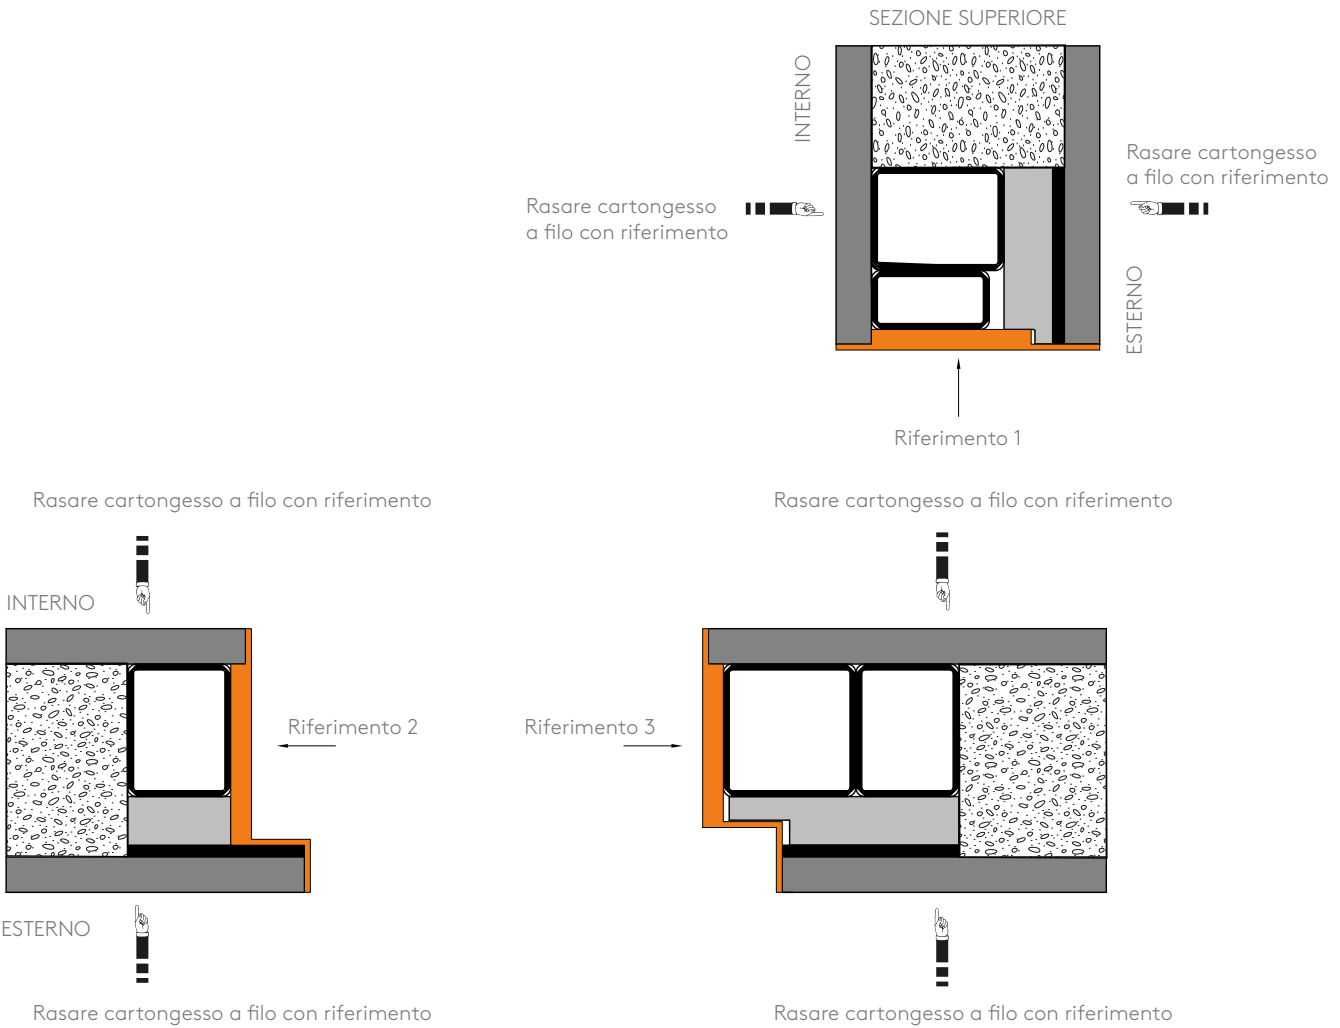 SEZIONE SUPERIORE
INTERNO
Rasare cartongesso
a filo con riferimento
Rasare cartongesso
a filo con riferimento
ESTERNO
Riferimento 1
Rasare cartongesso a filo con riferimento
Rasare cartongesso a filo con riferimento
INTERNO
Riferimento 2
Riferimento 3
ESTERNO
Rasare cartongesso a filo con riferimento
Rasare cartongesso a filo con riferimento